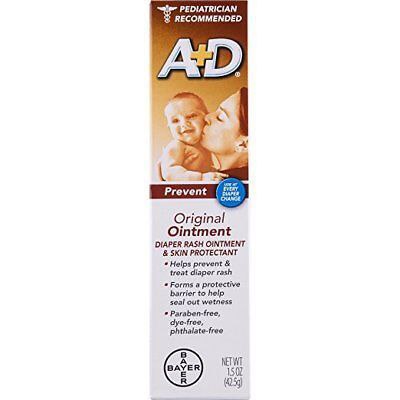 PEDIATRICIAN
RECOMMENDED
A+D®
Prevent
USE AT
EVERY
DIAPER
CHANGE
Original
Ointment
DIAPER RASH OINTMENT
& SKIN PROTECTANT
• Helps prevent &
treat diaper rash
• Forms a protective
barrier to help
seal out wetness
• Paraben-free,
dye-free,
phthalate-free
BAYER
BAYER
NET WT
1.5 OZ
(42.5g)